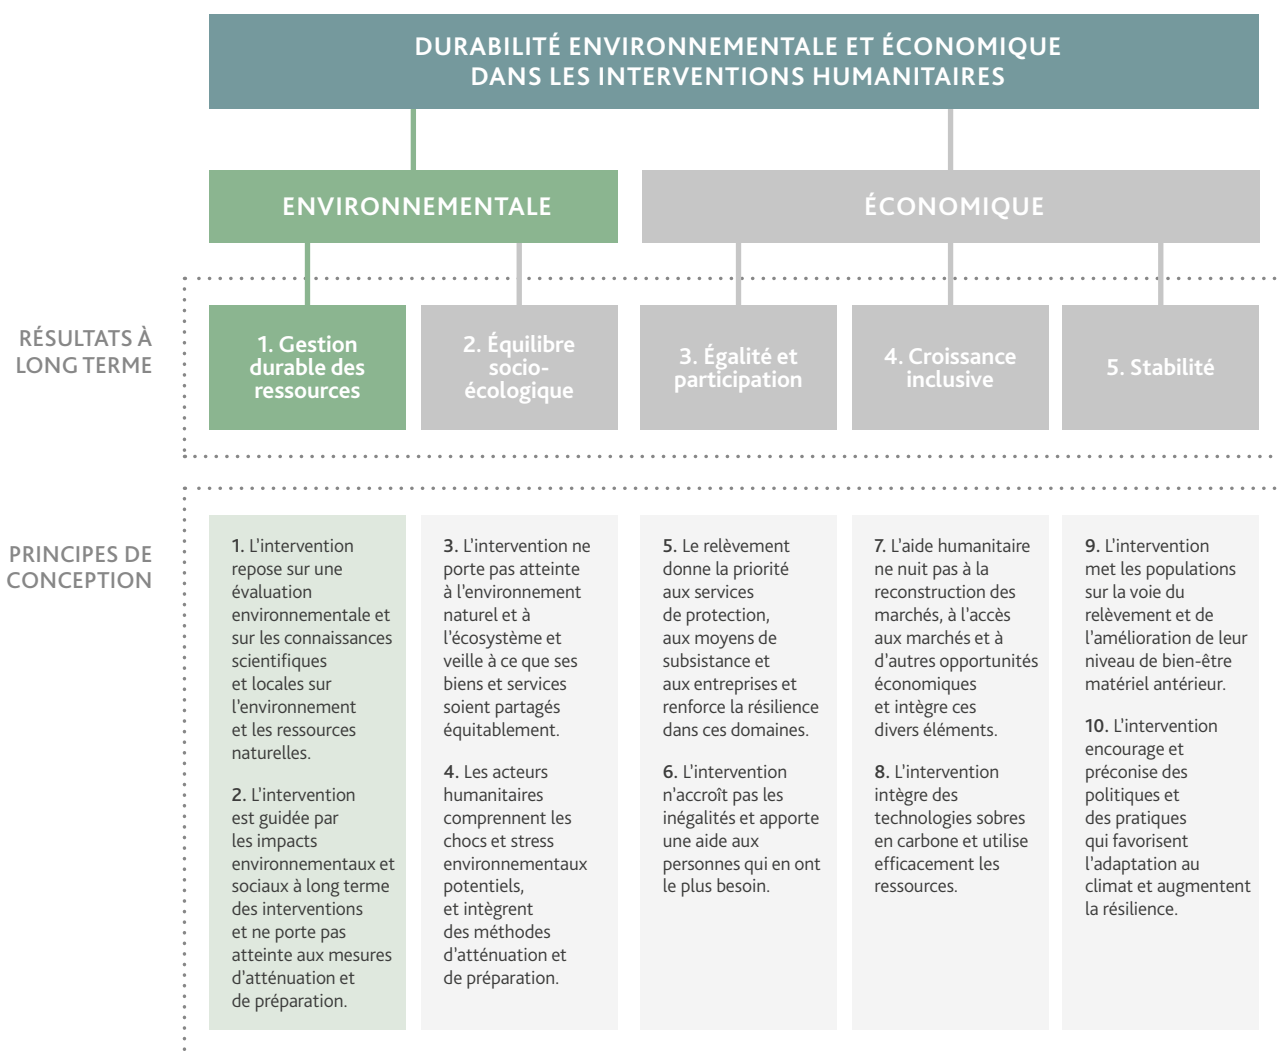 DURABILITÉ ENVIRONNEMENTALE ET ÉCONOMIQUE
DANS LES INTERVENTIONS HUMANITAIRES
ENVIRONNEMENTALE
ÉCONOMIQUE
RÉSULTATS À
LONG TERME
1. Gestion
durable des
ressources
2. Équilibre
socio-
écologique
3. Égalité et
participation
4. Croissance
inclusive
5. Stabilité
PRINCIPES DE
CONCEPTION
1. L'intervention
repose sur une
évaluation
environnementale et
sur les connaissances
scientifiques
et locales sur
l'environnement
et les ressources
naturelles.
2. L'intervention
est guidée par
les impacts
environnementaux et
sociaux à long terme
des interventions
et ne porte pas
atteinte aux mesures
d'atténuation et
de préparation.
3. L'intervention ne
porte pas atteinte
à l'environnement
naturel et à
l'écosystème et
veille à ce que ses
biens et services
soient partagés
équitablement.
4. Les acteurs
humanitaires
comprennent les
chocs et stress
environnementaux
potentiels,
et intègrent
des méthodes
d'atténuation et
de préparation.
5. Le relèvement
donne la priorité
aux services
de protection,
aux moyens de
subsistance et
aux entreprises et
renforce la résilience
dans ces domaines.
6. L'intervention
n'accroît pas les
inégalités et apporte
une aide aux
personnes qui en ont
le plus besoin.
7. L'aide humanitaire
ne nuit pas à la
reconstruction des
marchés, à l'accès
aux marchés et à
d'autres opportunités
économiques
et intègre ces
divers éléments.
8. L'intervention
intègre des
technologies sobres
en carbone et utilise
efficacement les
ressources.
9. L'intervention
met les populations
sur la voie du
relèvement et de
l'amélioration de leur
niveau de bien-être
matériel antérieur.
10. L'intervention
encourage et
préconise des
politiques et
des pratiques
qui favorisent
l'adaptation au
climat et augmentent
la résilience.